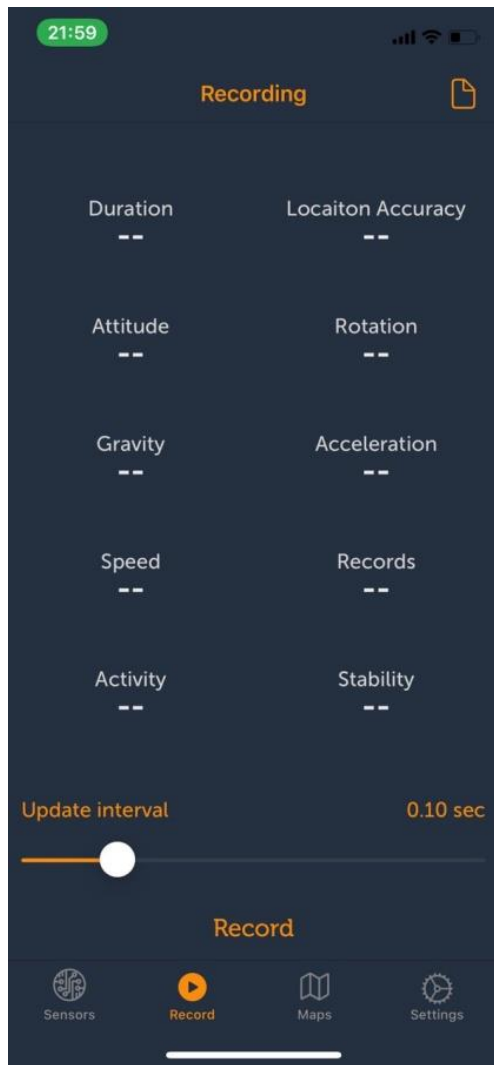 21:59
Recording
Duration Locaiton Accuracy
-- --
Attitude Rotation
-- --
Gravity Acceleration
-- --
Speed Records
-- --
Activity Stability
-- --
Update interval 0.10 sec
Record
Sensors Record Maps Settings